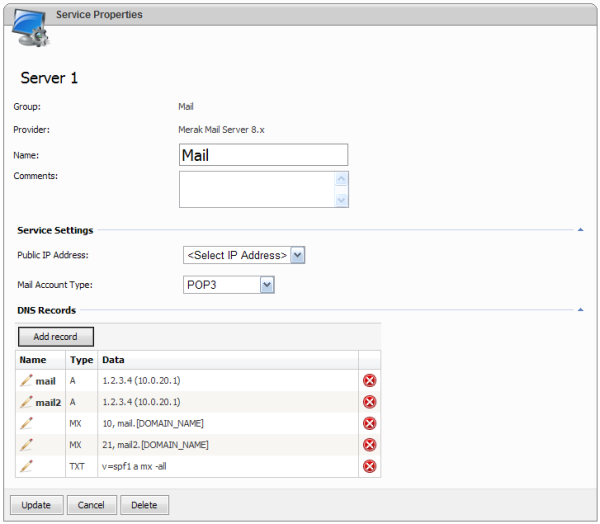 Service Properties
Server 1
Group: Mail
Provider: Merak Mail Server 8.x
Name: Mail
Comments:
Service Settings
Public IP Address: <Select IP Address>
Mail Account Type: POP3
DNS Records
Add record
Name Type Data
mail A 1.2.3.4 (10.0.20.1)
mail2 A 1.2.3.4 (10.0.20.1)
MX 10, mail.[DOMAIN_NAME]
MX 21, mail2.[DOMAIN_NAME]
TXT v=spf1 a mx -all
Update Cancel Delete